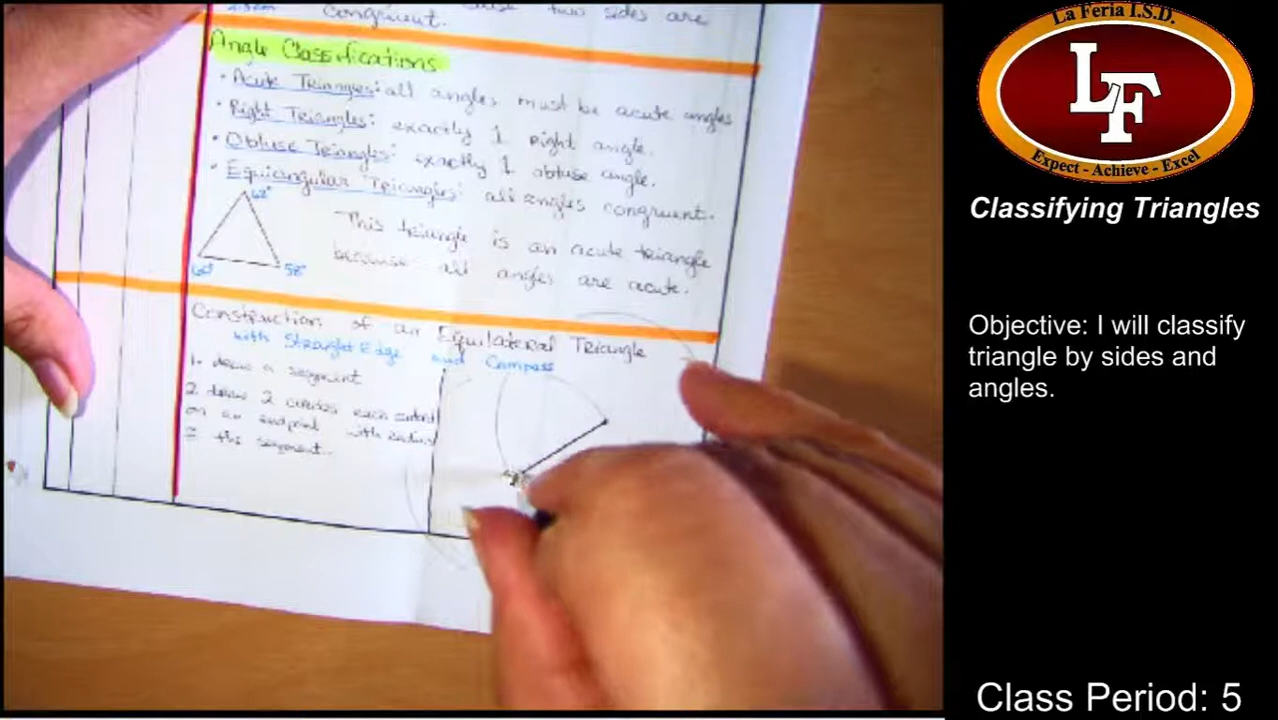 two sides are
congruent.
Angle Classifications
• Acute Triangles: all angles must be acute angles
• Right Triangles: exactly 1 right angle.
• Obtuse Triangles: exactly 1 obtuse angle.
• Equiangular Triangles: all angles congruent.
62°
This triangle is an acute triangle
because all angles are acute.
60° 58°
Construction of an Equilateral Triangle
with Straight Edge and Compass
1. draw a segment
2. draw 2 circles each
on an endpoint with radius
≅ the segment.
La Feria I.S.D.
LF
Expect - Achieve - Excel
Classifying Triangles
Objective: I will classify
triangle by sides and
angles.
Class Period: 5